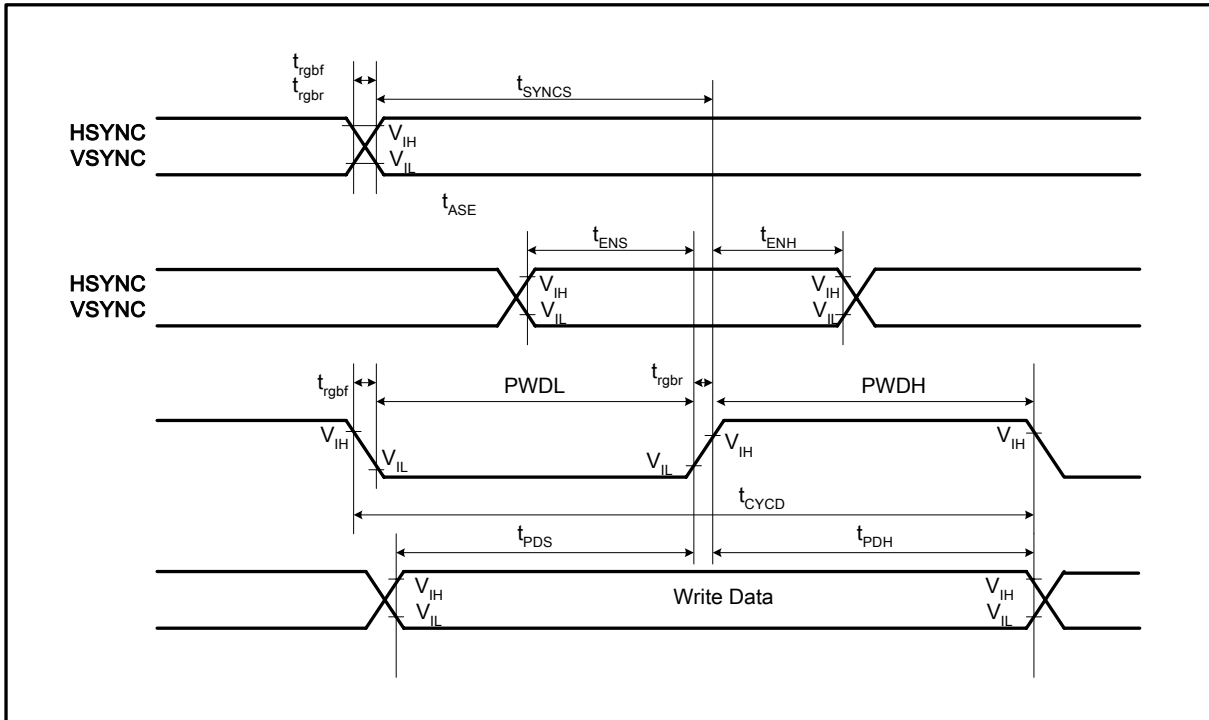 t_rgbf
t_rgbr
t_SYNCS
HSYNC
VSYNC
V_IH
V_IL
t_ASE
t_ENS
t_ENH
HSYNC
VSYNC
V_IH
V_IL
V_IH
V_IL
t_rgbf
PWDL
t_rgbr
PWDH
V_IH
V_IL
V_IL
V_IH
V_IH
t_CYCD
t_PDS
t_PDH
V_IH
V_IL
Write Data
V_IH
V_IL